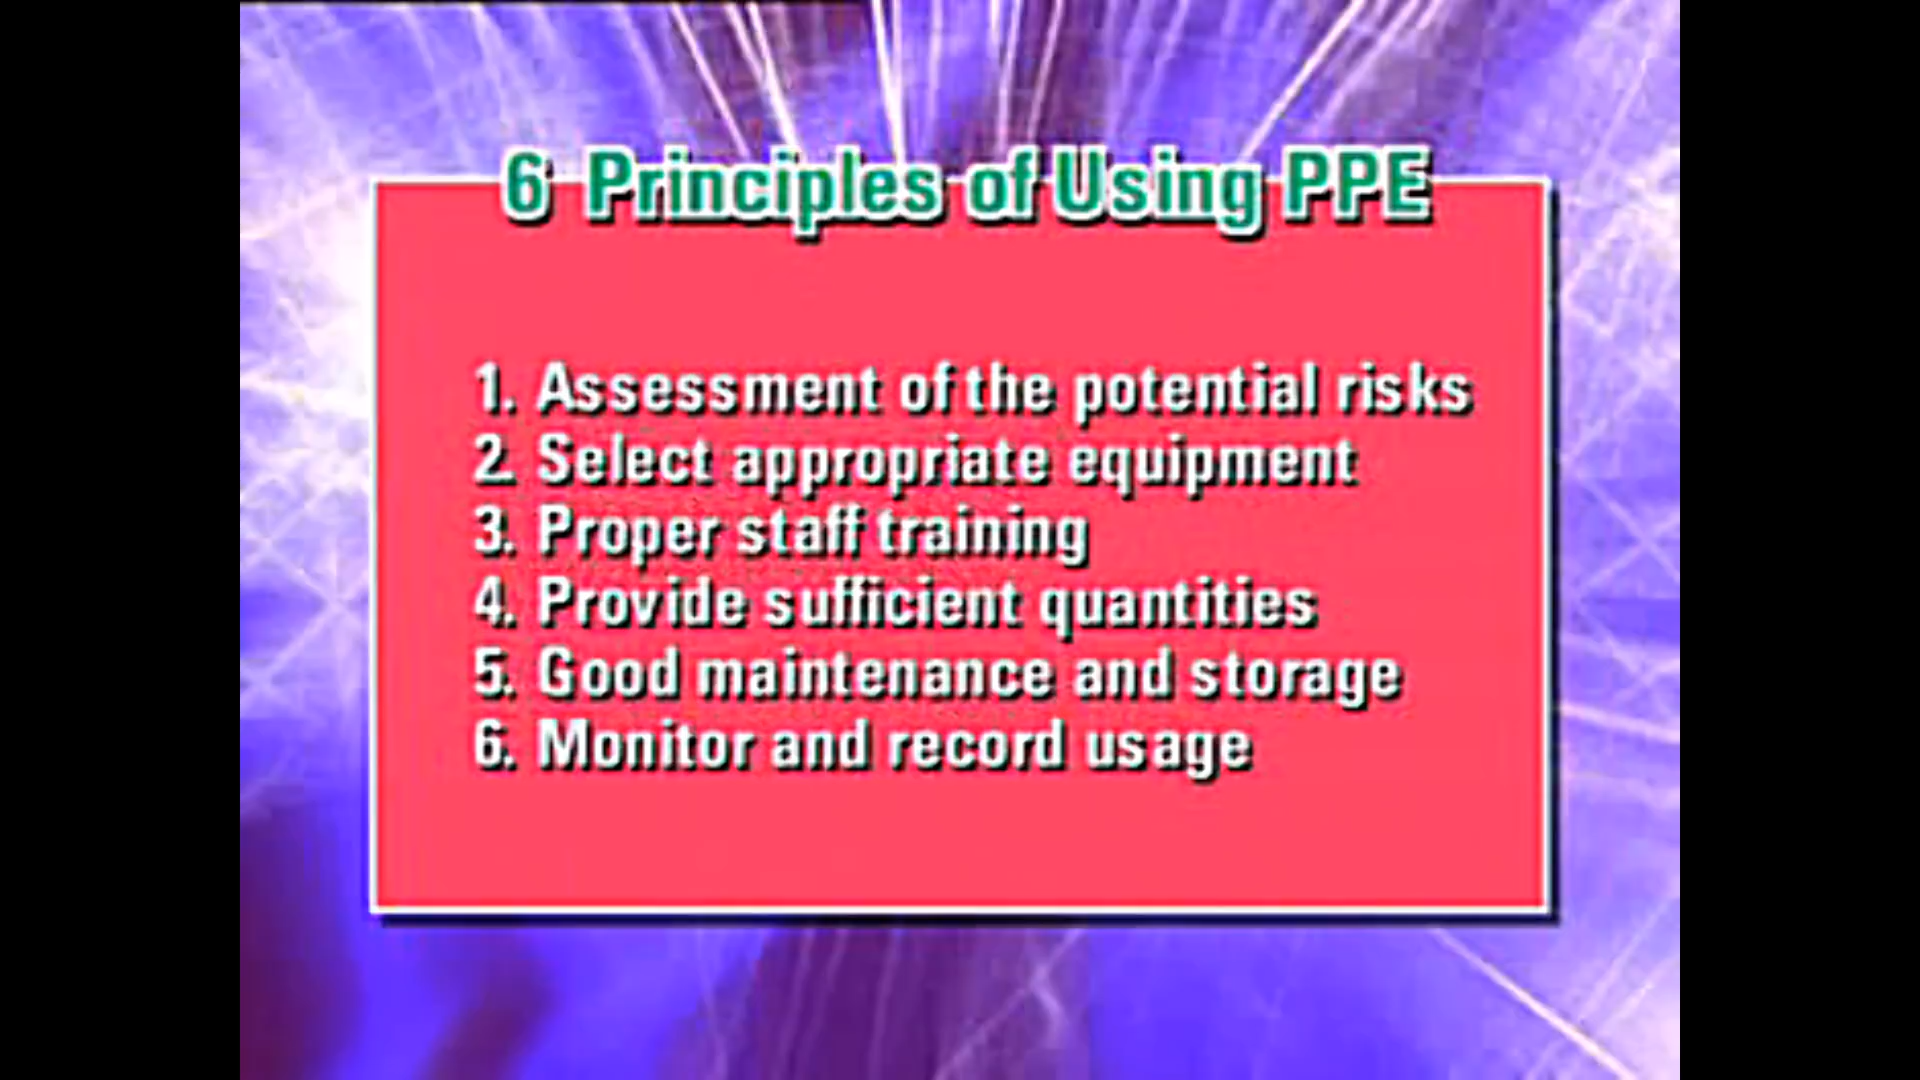 6 Principles of Using PPE
1. Assessment of the potential risks
2. Select appropriate equipment
3. Proper staff training
4. Provide sufficient quantities
5. Good maintenance and storage
6. Monitor and record usage